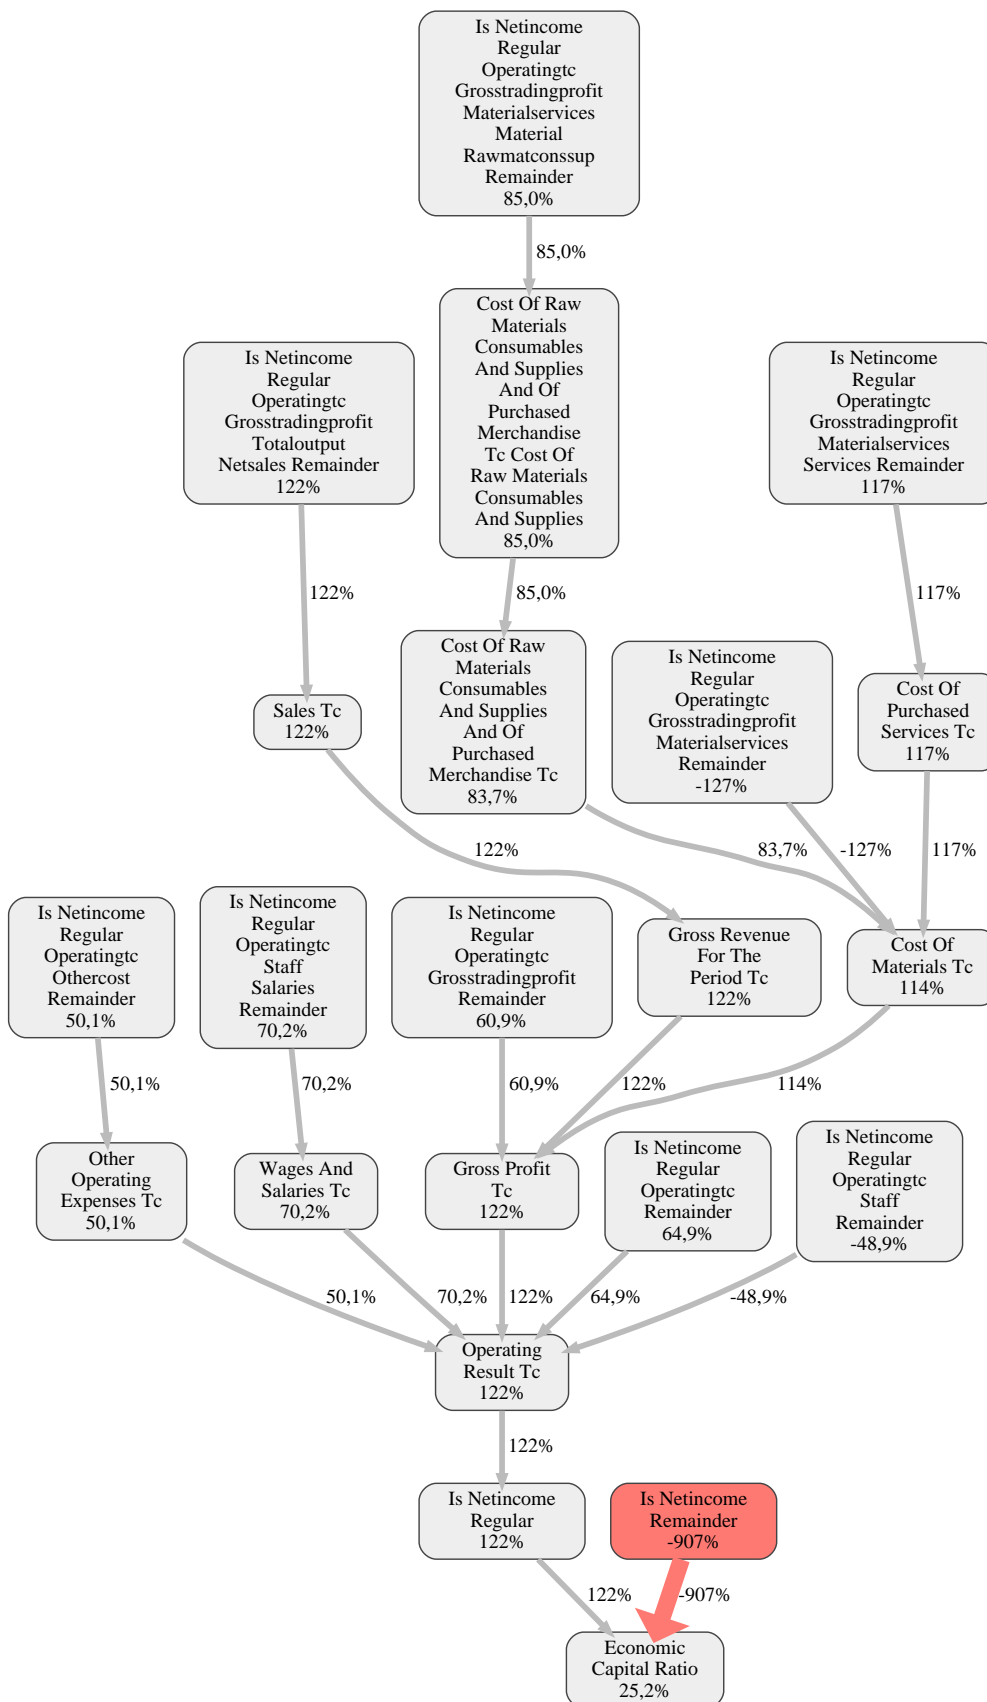 Is Netincome
Regular
Operatingtc
Grosstradingprofit
Materialservices
Material
Rawmatconssup
Remainder
85,0%
85,0%
Cost Of Raw
Materials
Consumables
And Supplies
And Of
Purchased
Merchandise
Tc Cost Of
Raw Materials
Consumables
And Supplies
85,0%
Is Netincome
Regular
Operatingtc
Grosstradingprofit
Totaloutput
Netsales Remainder
122%
Is Netincome
Regular
Operatingtc
Grosstradingprofit
Materialservices
Services Remainder
117%
122%
85,0%
117%
Cost Of Raw
Materials
Consumables
And Supplies
And Of
Purchased
Merchandise Tc
83,7%
Is Netincome
Regular
Operatingtc
Grosstradingprofit
Materialservices
Remainder
-127%
Cost Of
Purchased
Services Tc
117%
Sales Tc
122%
122%
83,7%
-127%
117%
Is Netincome
Regular
Operatingtc
Othercost
Remainder
50,1%
Is Netincome
Regular
Operatingtc
Staff
Salaries
Remainder
70,2%
Is Netincome
Regular
Operatingtc
Grosstradingprofit
Remainder
60,9%
Gross Revenue
For The
Period Tc
122%
Cost Of
Materials Tc
114%
50,1%
70,2%
60,9%
122%
114%
Other
Operating
Expenses Tc
50,1%
Wages And
Salaries Tc
70,2%
Gross Profit
Tc
122%
Is Netincome
Regular
Operatingtc
Remainder
64,9%
Is Netincome
Regular
Operatingtc
Staff
Remainder
-48,9%
50,1%
70,2%
122%
64,9%
-48,9%
Operating
Result Tc
122%
122%
Is Netincome
Regular
122%
Is Netincome
Remainder
-907%
122%
-907%
Economic
Capital Ratio
25,2%